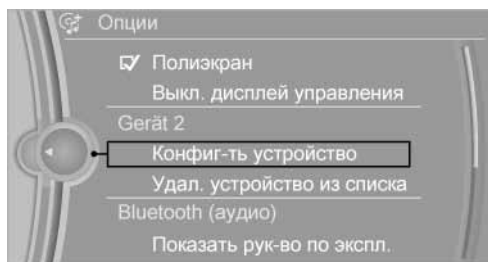 Опции
Полиэкран
Выкл. дисплей управления
Gerät 2
Конфиг-ть устройство
Удал. устройство из списка
Bluetooth (аудио)
Показать рук-во по экспл.